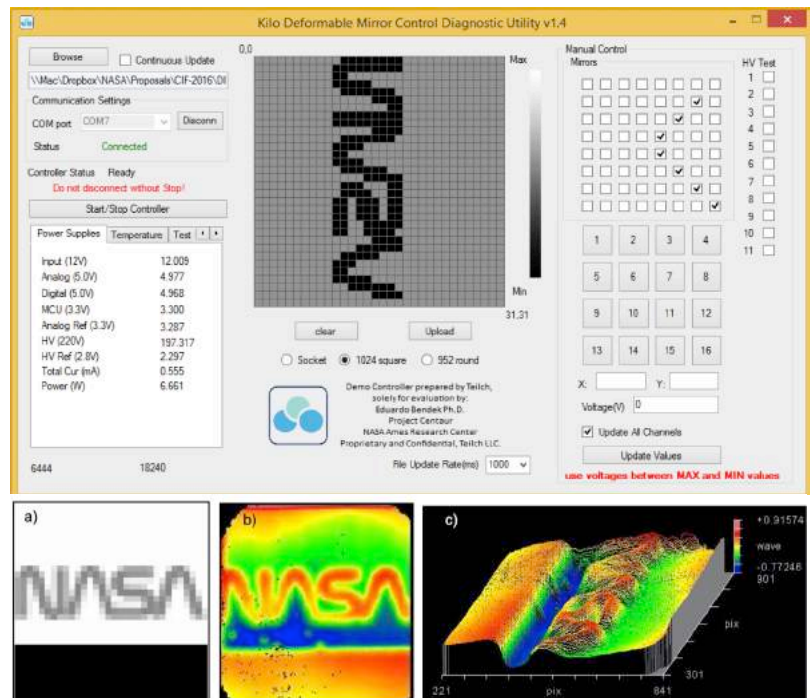 Kilo Deformable Mirror Control Diagnostic Utility v1.4
Browse
Continuous Update
\\Mac\Dropbox\NASA\Proposals\CIF-2016\DI
Communication Settings
COM port COM7 Disconn
Status Connected
Controller Status Ready
Do not disconnect without Stop!
Start/Stop Controller
Power Supplies Temperature Test
Input (12V) 12.009
Analog (5.0V) 4.977
Digital (5.0V) 4.968
MCU (3.3V) 3.300
Analog Ref (3.3V) 3.287
HV (220V) 197.317
HV Ref (2.8V) 2.297
Total Cur (mA) 0.555
Power (W) 6.661
6444 18240
0,0
NASA
Max
Min
31,31
clear Upload
Socket 1024 square 952 round
Demo Controller prepared by Teilch,
solely for evaluation by:
Eduardo Bendek Ph.D.
Project Centaur
NASA Ames Research Center
Proprietary and Confidential, Teilch LLC.
File Update Rate(ms) 1000
Manual Control
Mirrors
HV Test
1
2
3
4
5
6
7
8
9
10
11
1 2 3 4
5 6 7 8
9 10 11 12
13 14 15 16
X: Y:
Voltage(V) 0
Update All Channels
Update Values
use voltages between MAX and MIN values
a)
NASA
b)
NASA
c)
+0.91574
wave
-0.77246
901
pix
301
221 pix 841